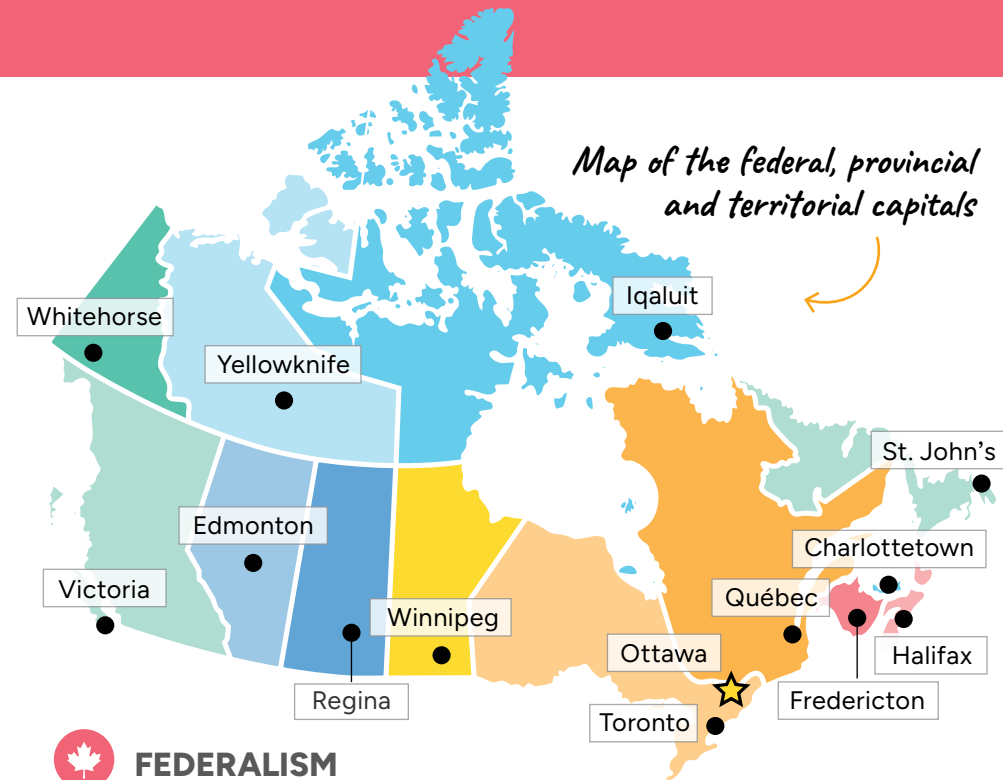 Map of the federal, provincial
and territorial capitals
Iqaluit
Whitehorse
Yellowknife
St. John's
Edmonton
Charlottetown
Victoria
Québec
Winnipeg
Ottawa
Halifax
Regina
Fredericton
Toronto
FEDERALISM